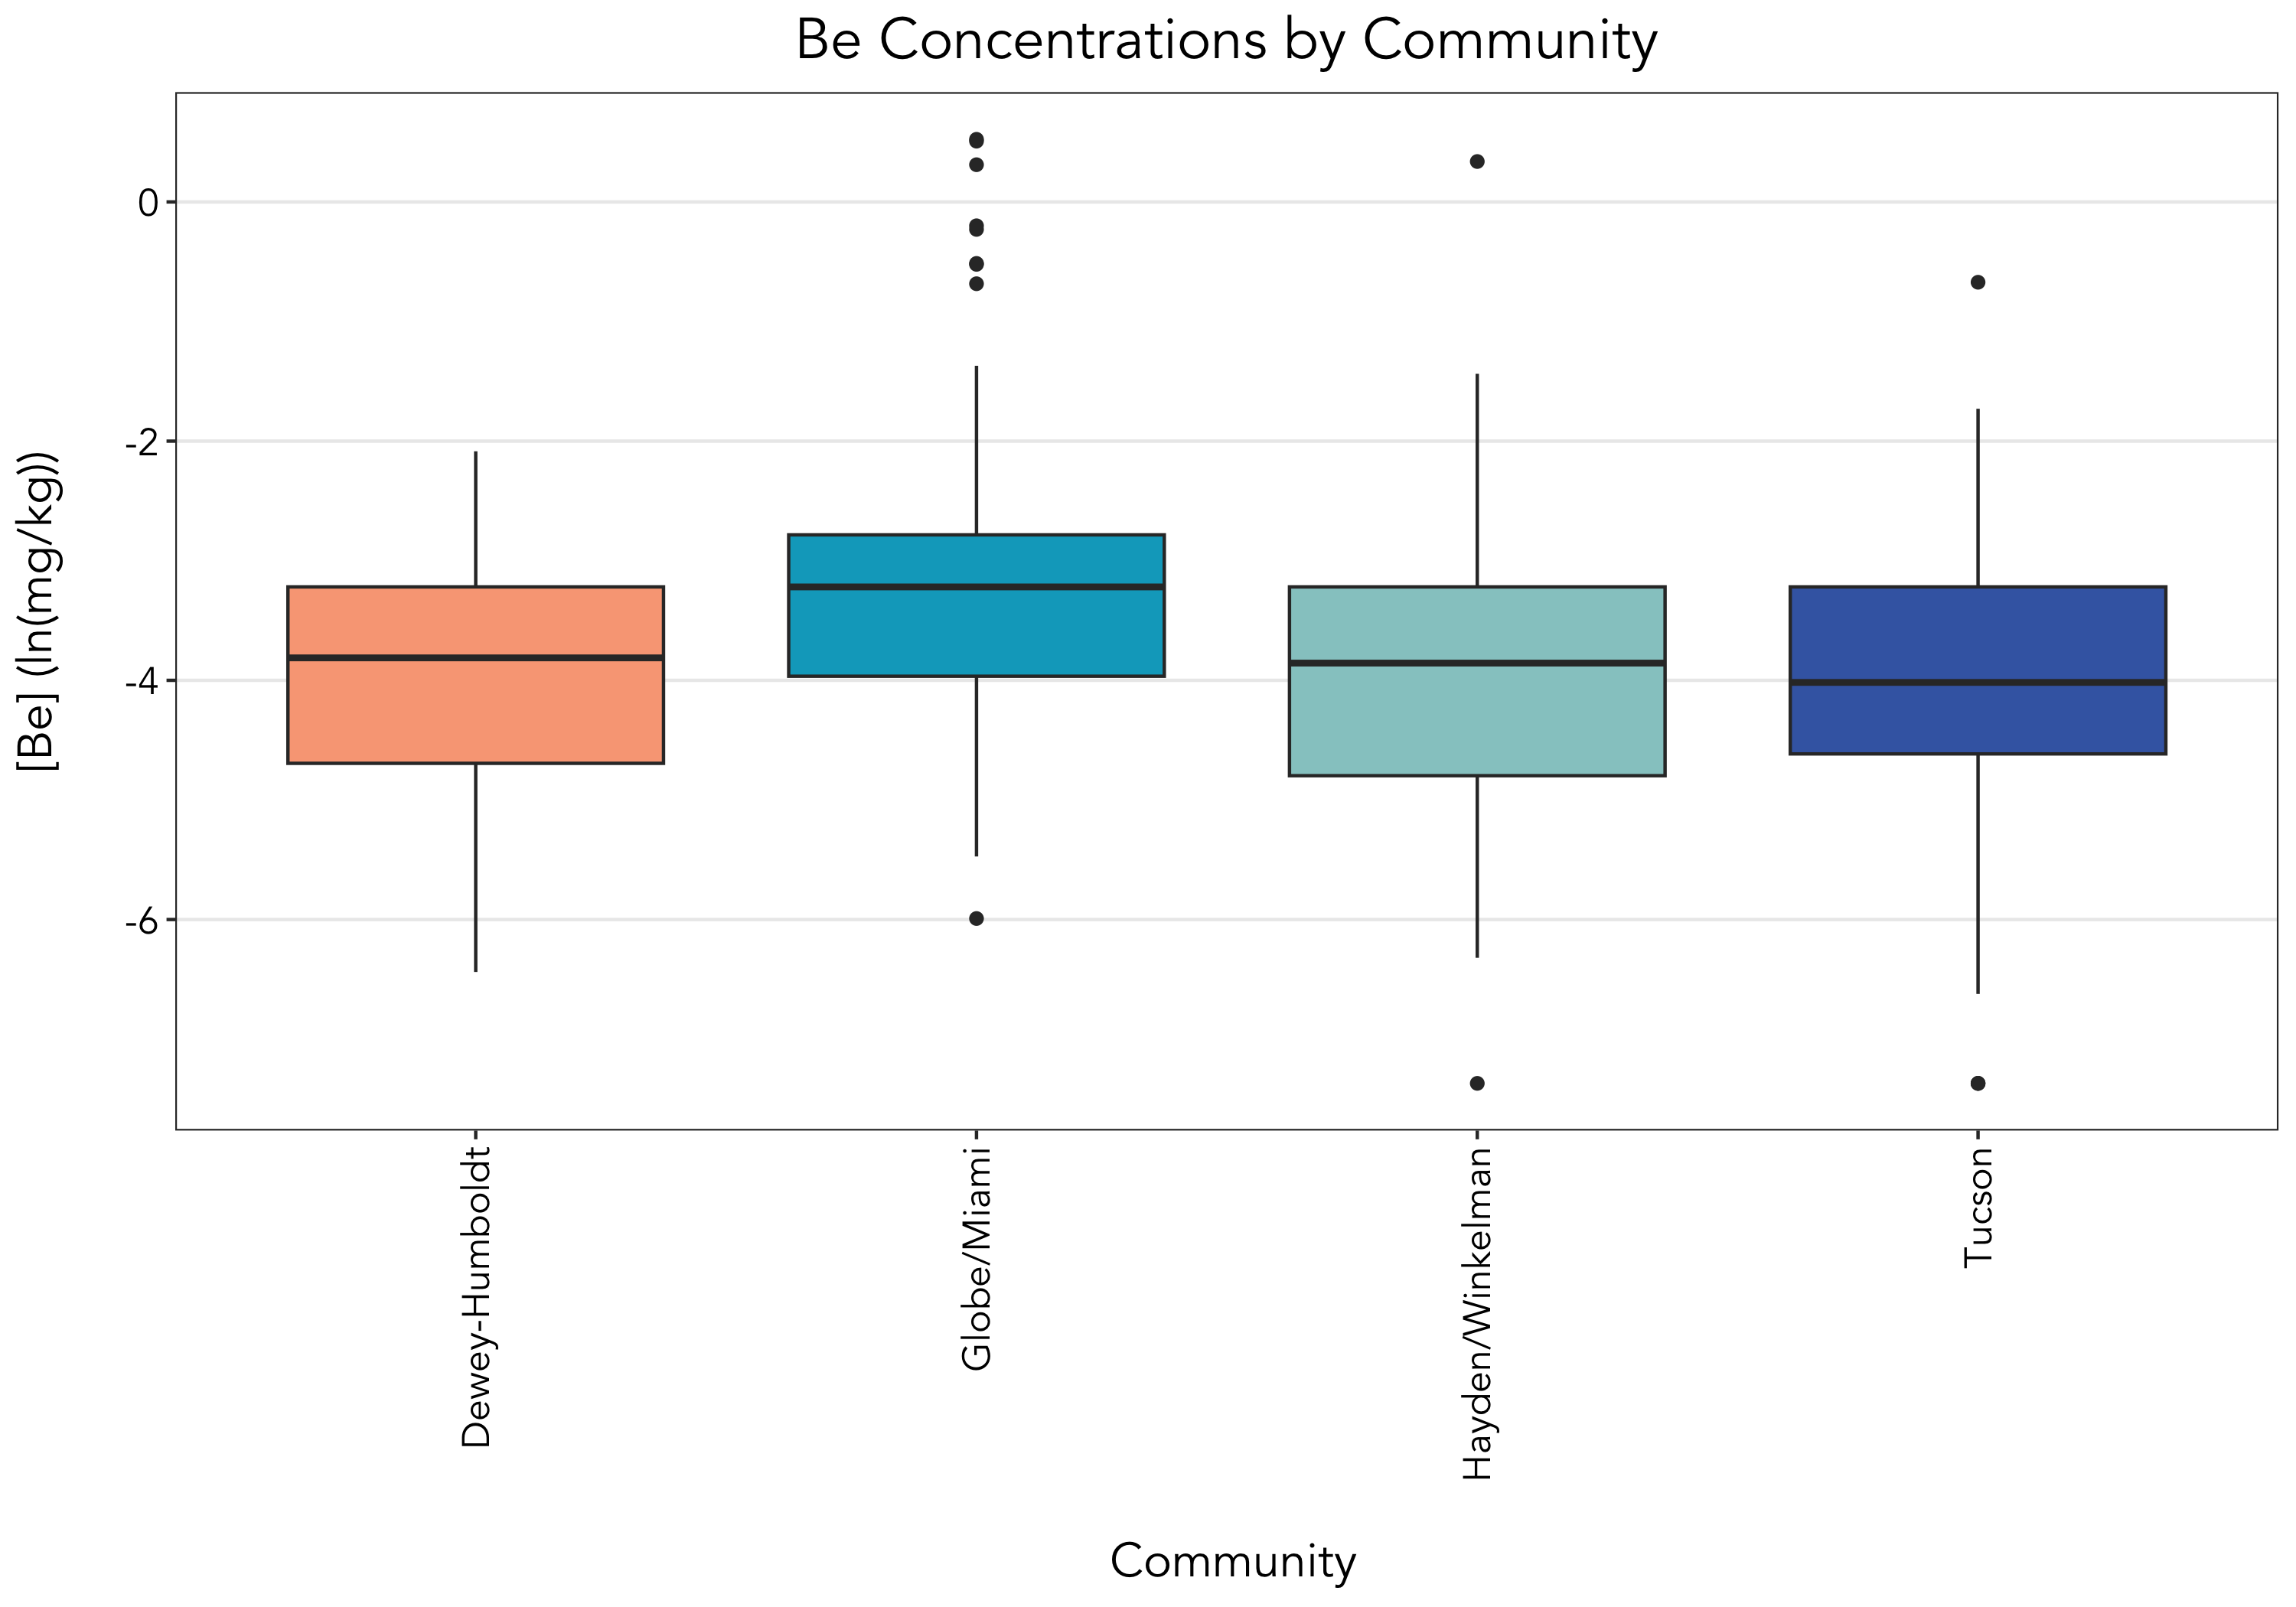 Be Concentrations by Community
[Be] (ln(mg/kg))
0
-2
-4
-6
Dewey-Humboldt
Globe/Miami
Hayden/Winkelman
Tucson
Community